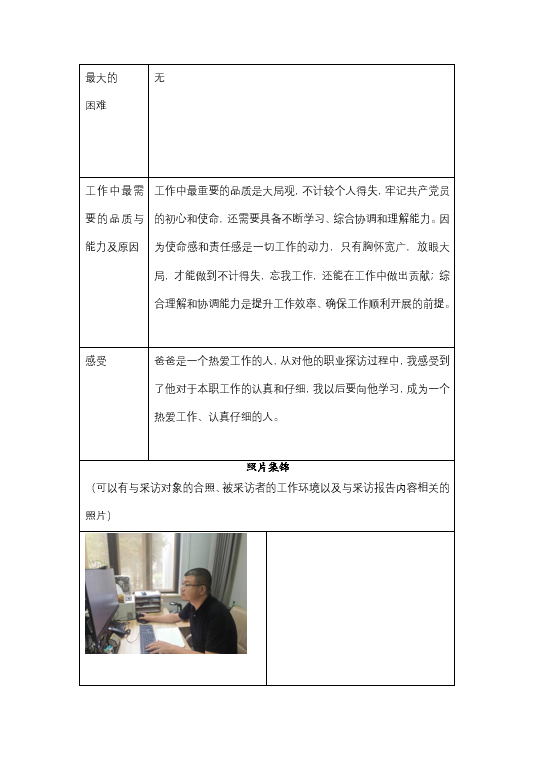 最大的
困难
无
工作中最需
要的品质与
能力及原因
工作中最重要的品质是大局观，不计较个人得失，牢记共产党员
的初心和使命，还需要具备不断学习、综合协调和理解能力。因
为使命感和责任感是一切工作的动力，只有胸怀宽广，放眼大
局，才能做到不计得失，忘我工作，还能在工作中做出贡献；综
合理解和协调能力是提升工作效率、确保工作顺利开展的前提。
感受
爸爸是一个热爱工作的人，从对他的职业探访过程中，我感受到
了他对于本职工作的认真和仔细，我以后要向他学习，成为一个
热爱工作、认真仔细的人。
照片集锦
（可以有与采访对象的合照、被采访者的工作环境以及与采访报告内容相关的
照片）